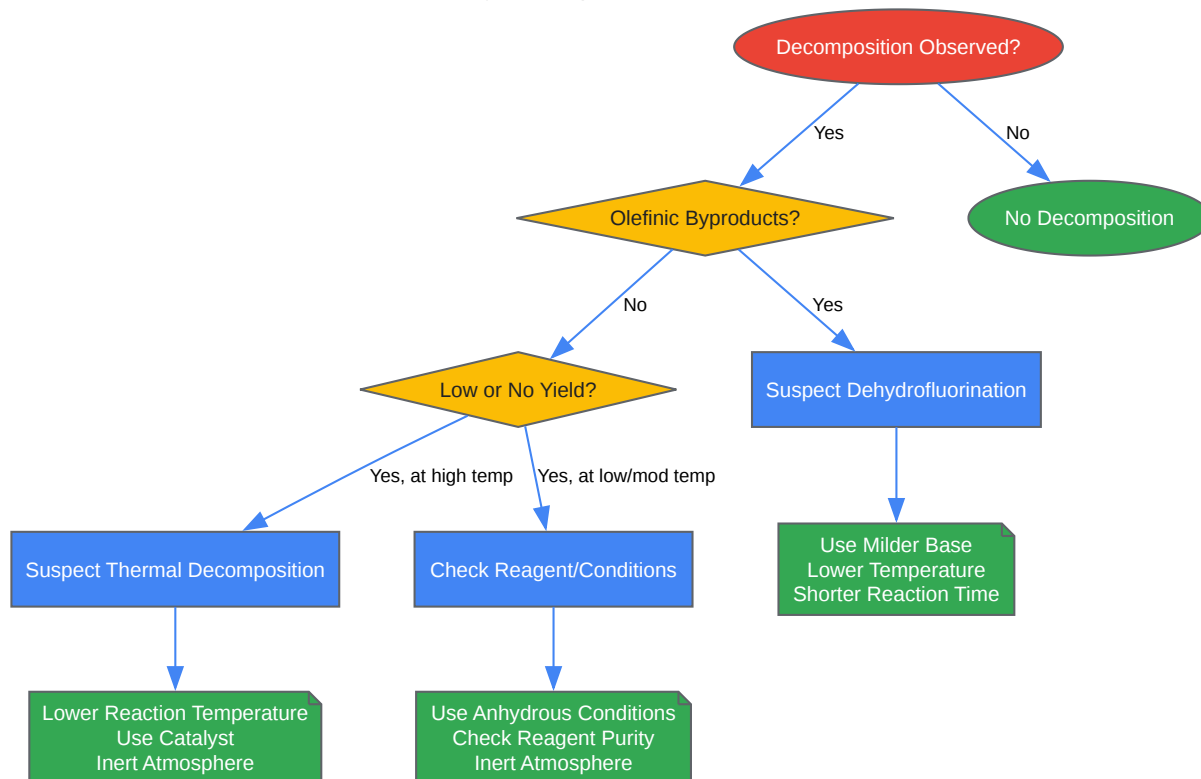 Decomposition Observed?
Yes
No
Olefinic Byproducts?
No Decomposition
No
Yes
Low or No Yield?
Suspect Dehydrofluorination
Yes, at high temp
Yes, at low/mod temp
Suspect Thermal Decomposition
Check Reagent/Conditions
Use Milder Base
Lower Temperature
Shorter Reaction Time
Lower Reaction Temperature
Use Catalyst
Inert Atmosphere
Use Anhydrous Conditions
Check Reagent Purity
Inert Atmosphere